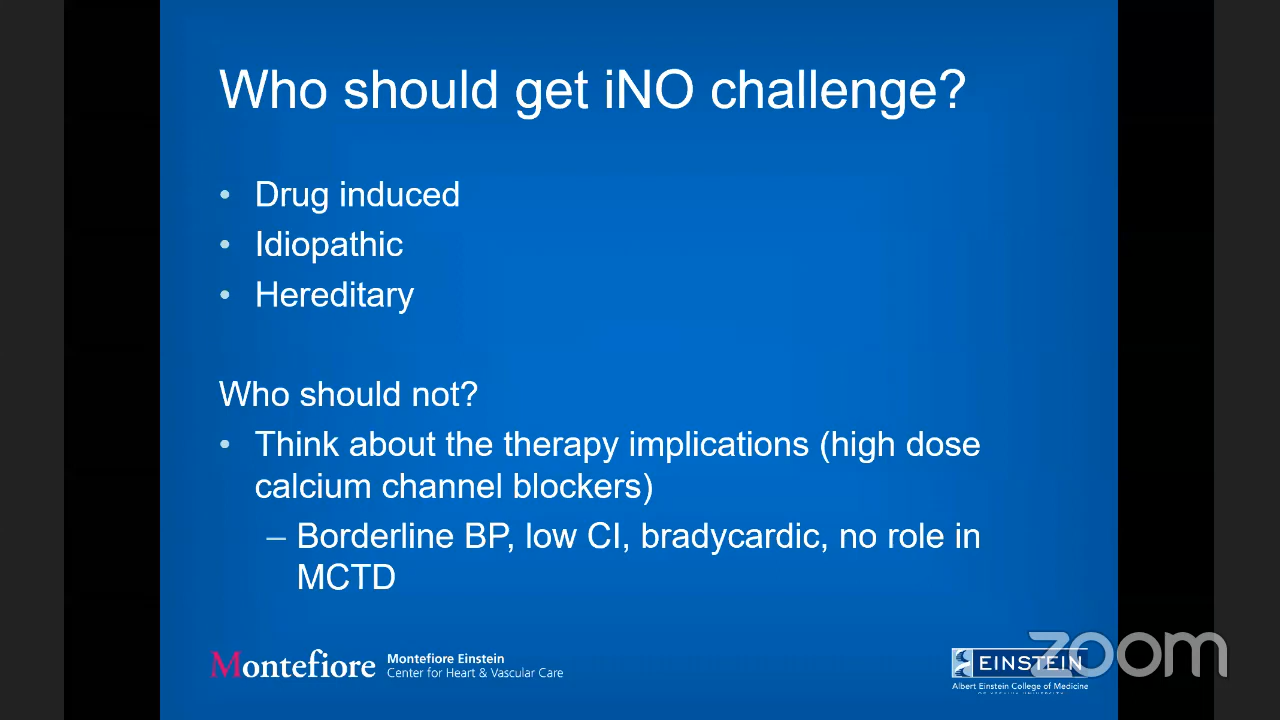 Who should get iNO challenge?
• Drug induced
• Idiopathic
• Hereditary
Who should not?
• Think about the therapy implications (high dose
calcium channel blockers)
– Borderline BP, low CI, bradycardic, no role in
MCTD
Montefiore
Montefiore Einstein
Center for Heart & Vascular Care
EINSTEIN
Albert Einstein College of Medicine
zoom